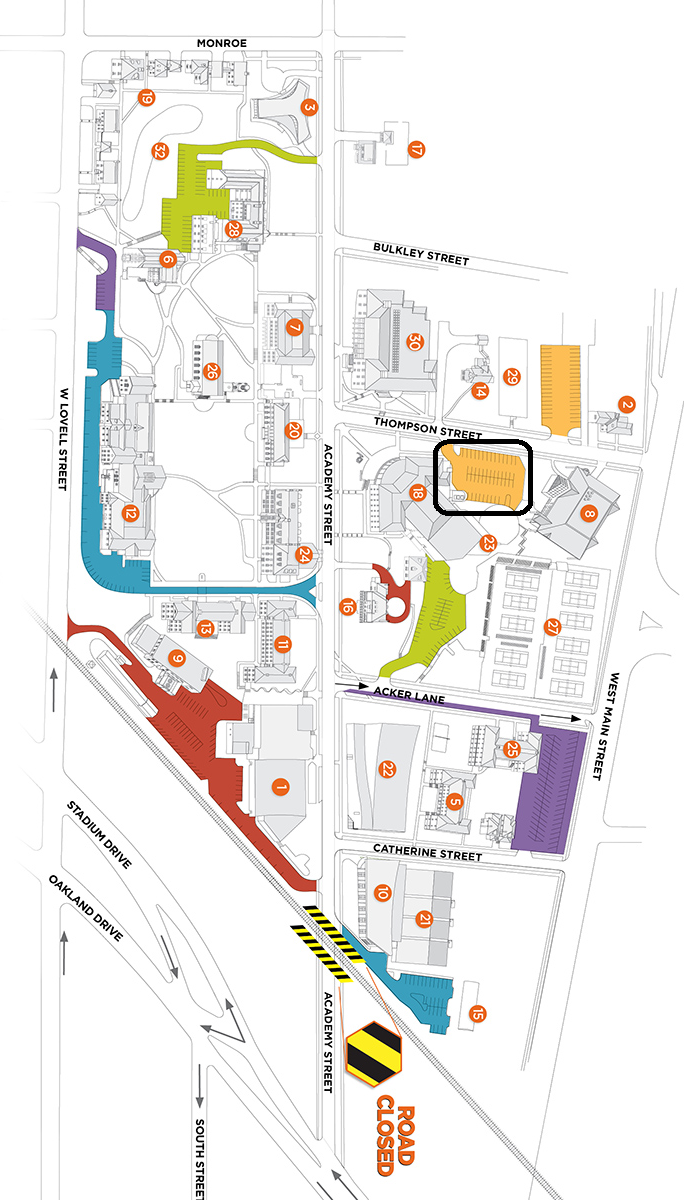 MONROE
3
19
17
32
28
BULKLEY STREET
6
7
30
26
14
29
2
W LOVELL STREET
ACADEMY STREET
THOMPSON STREET
20
18
8
12
23
24
16
27
13
11
9
ACKER LANE
WEST MAIN STREET
25
22
5
1
STADIUM DRIVE
CATHERINE STREET
OAKLAND DRIVE
10
21
15
ACADEMY STREET
ROAD
CLOSED
SOUTH STREET